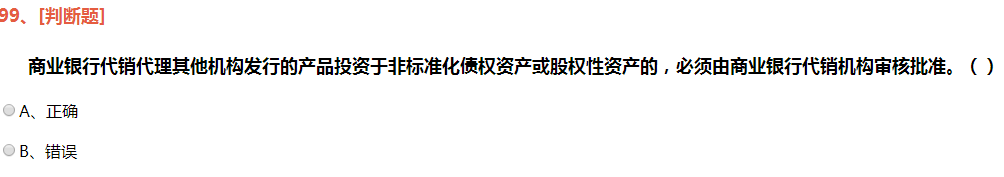 99、[判断题]
商业银行代销代理其他机构发行的产品投资于非标准化债权资产或股权性资产的，必须由商业银行代销机构审核批准。（ ）
A、正确
B、错误